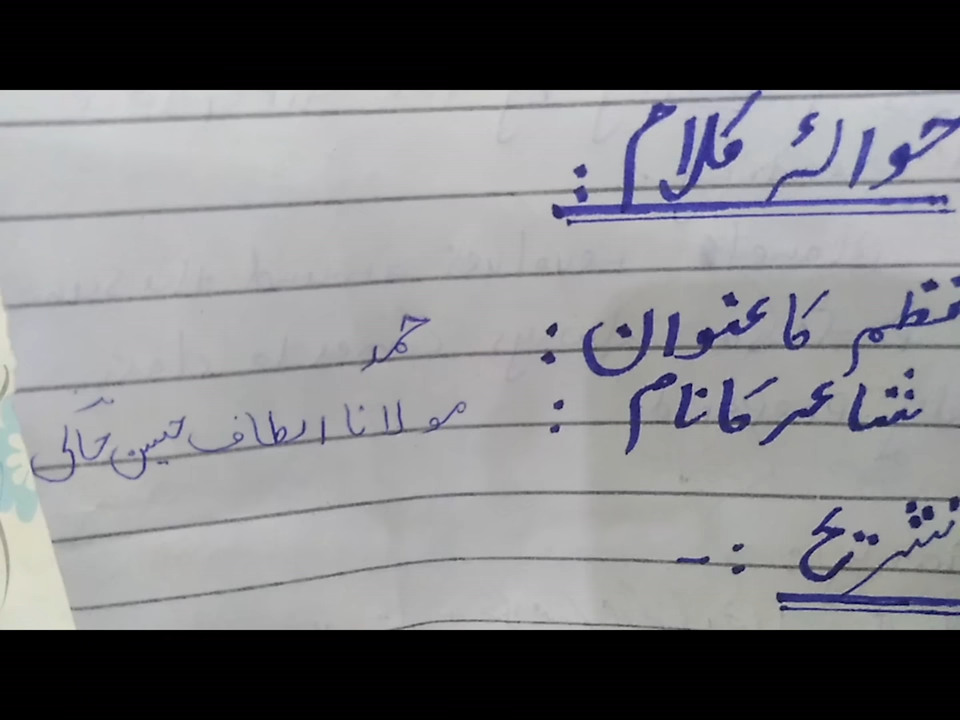 حوالۂ کلام :
نظم کا عنوان : حمد
شاعر کا نام : مولانا الطاف حسین حالی
تشریح :-